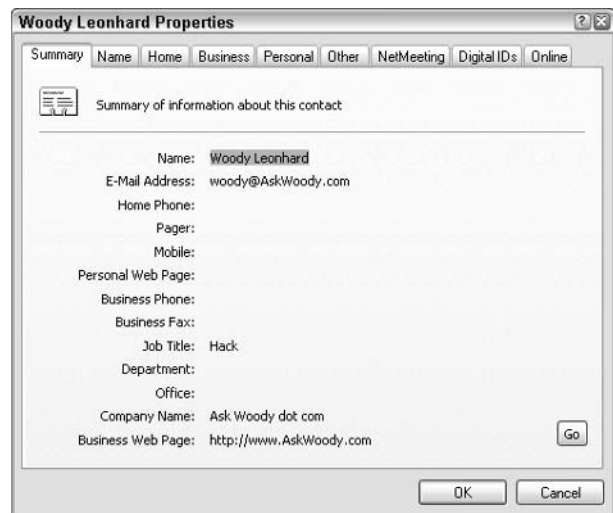 Woody Leonhard Properties
Summary Name Home Business Personal Other NetMeeting Digital IDs Online
Summary of information about this contact
Name: Woody Leonhard
E-Mail Address: woody@AskWoody.com
Home Phone:
Pager:
Mobile:
Personal Web Page:
Business Phone:
Business Fax:
Job Title: Hack
Department:
Office:
Company Name: Ask Woody dot com
Business Web Page: http://www.AskWoody.com
Go
OK Cancel